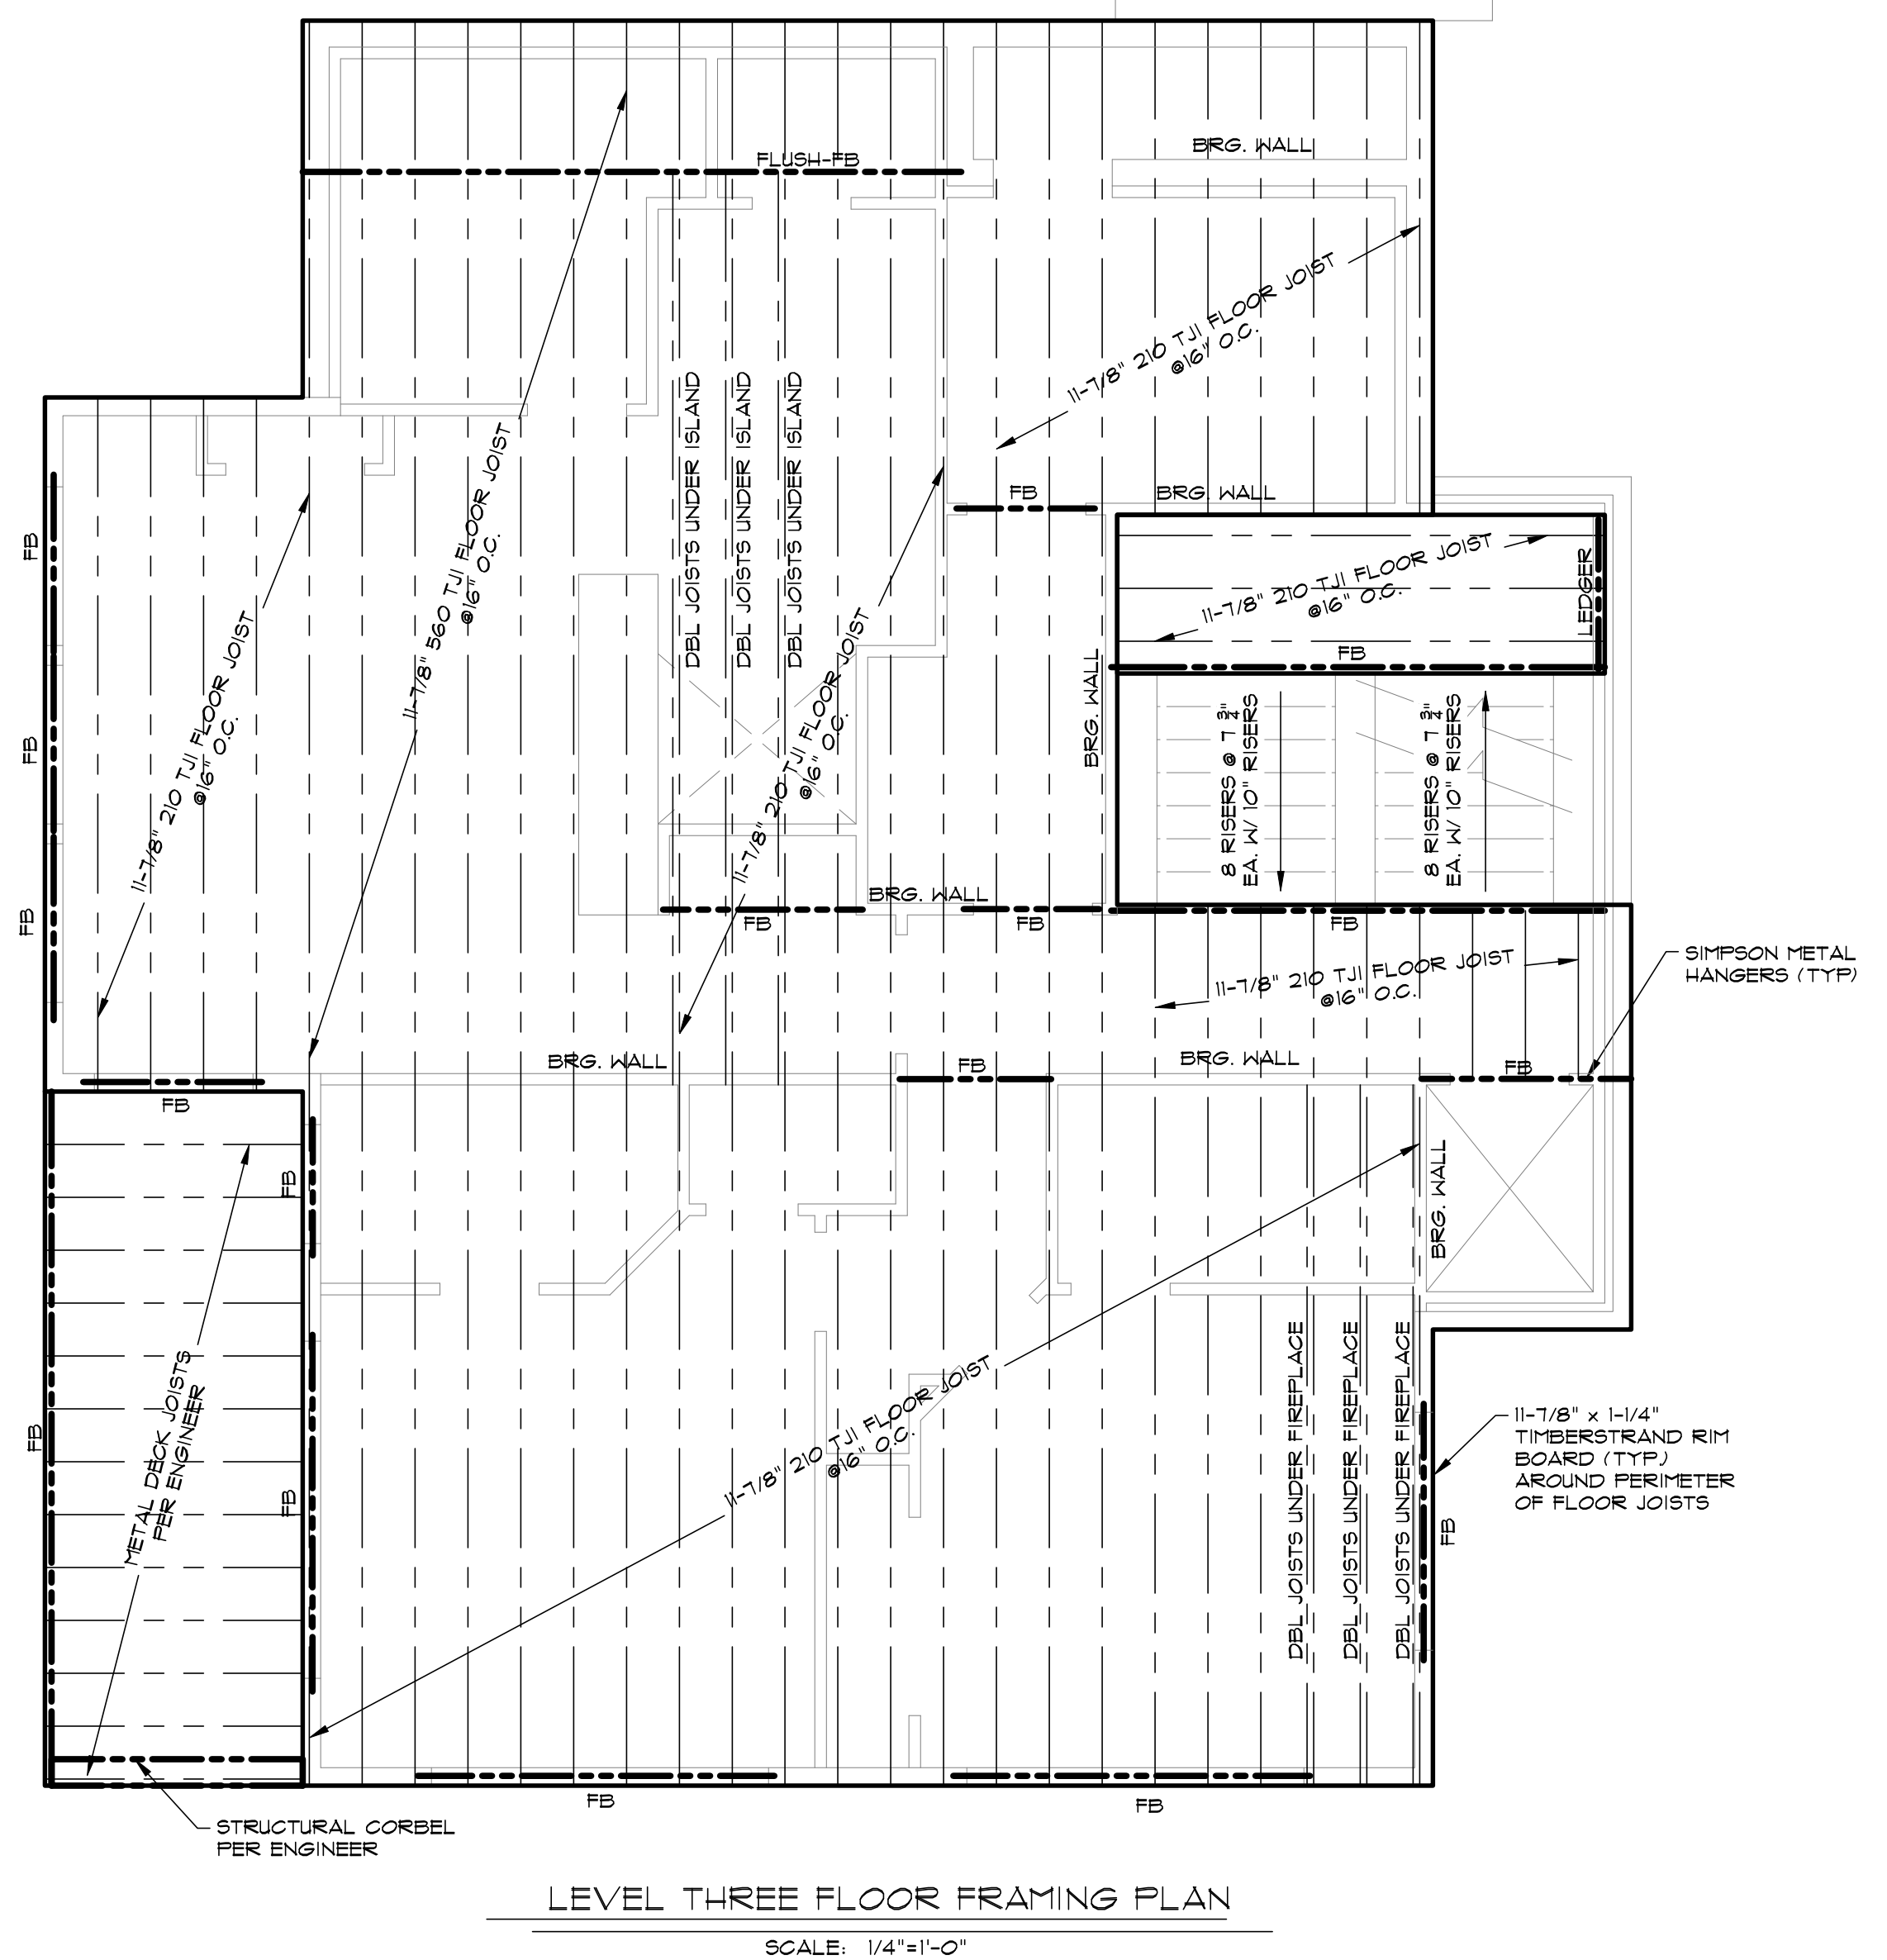 FLUSH-FB
BRG. WALL
11-7/8" 210 TJI FLOOR JOIST
@16" O.C.
11-7/8" 560 TJI FLOOR JOIST
@16" O.C.
DBL JOISTS UNDER ISLAND
DBL JOISTS UNDER ISLAND
DBL JOISTS UNDER ISLAND
FB
BRG. WALL
FB
11-7/8" 210 TJI FLOOR JOIST
@16" O.C.
LEDGER
FB
11-7/8" 210 TJI FLOOR JOIST
@16" O.C.
11-7/8" 210 TJI FLOOR JOIST
@16" O.C.
BRG. WALL
FB
8 RISERS @ 7 3/4"
EA. W/ 10" RISERS
8 RISERS @ 7 3/4"
EA. W/ 10" RISERS
FB
BRG. WALL
FB
FB
FB
SIMPSON METAL
HANGERS (TYP)
11-7/8" 210 TJI FLOOR JOIST
@16" O.C.
BRG. WALL
FB
BRG. WALL
FB
FB
FB
BRG. WALL
11-7/8" 210 TJI FLOOR JOIST
@16" O.C.
DBL JOISTS UNDER FIREPLACE
DBL JOISTS UNDER FIREPLACE
DBL JOISTS UNDER FIREPLACE
METAL DECK JOISTS
PER ENGINEER
FB
FB
11-7/8" x 1-1/4"
TIMBERSTRAND RIM
BOARD (TYP.)
AROUND PERIMETER
OF FLOOR JOISTS
FB
FB
FB
STRUCTURAL CORBEL
PER ENGINEER
LEVEL THREE FLOOR FRAMING PLAN
SCALE: 1/4"=1'-0"